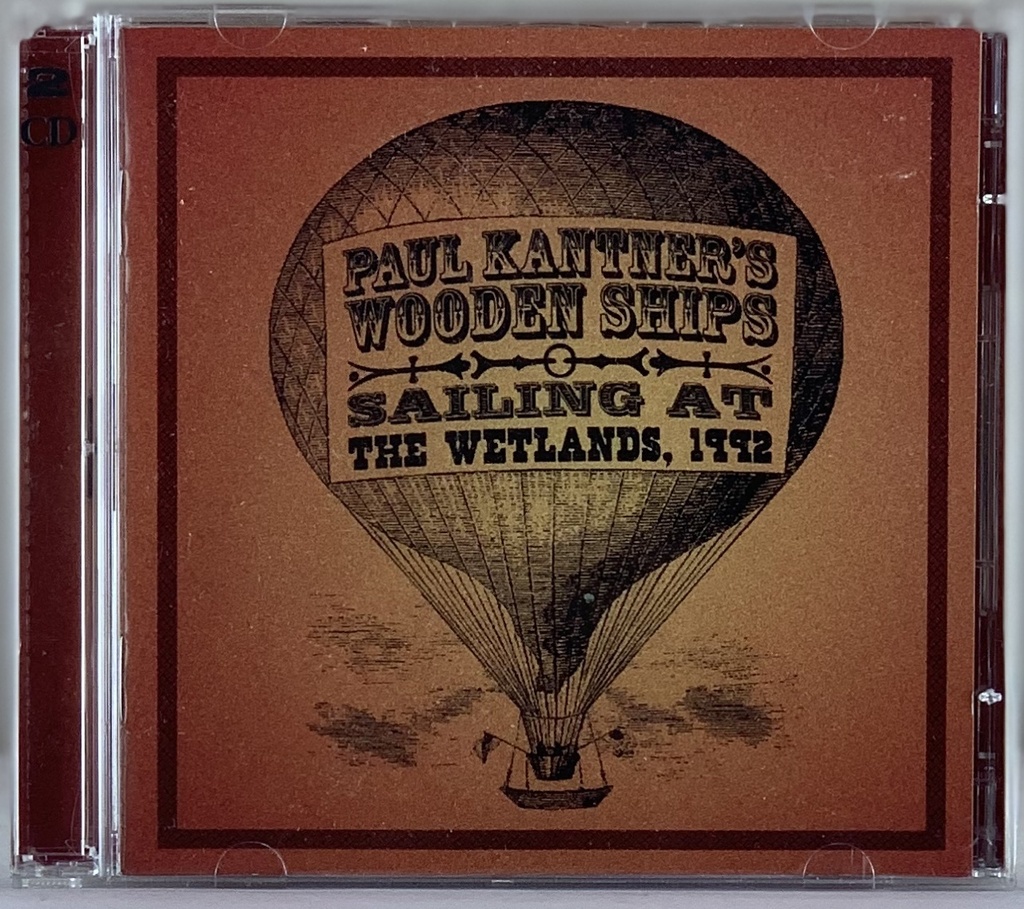 2
CD
PAUL KANTNER'S
WOODEN SHIPS
SAILING AT
THE WETLANDS, 1992